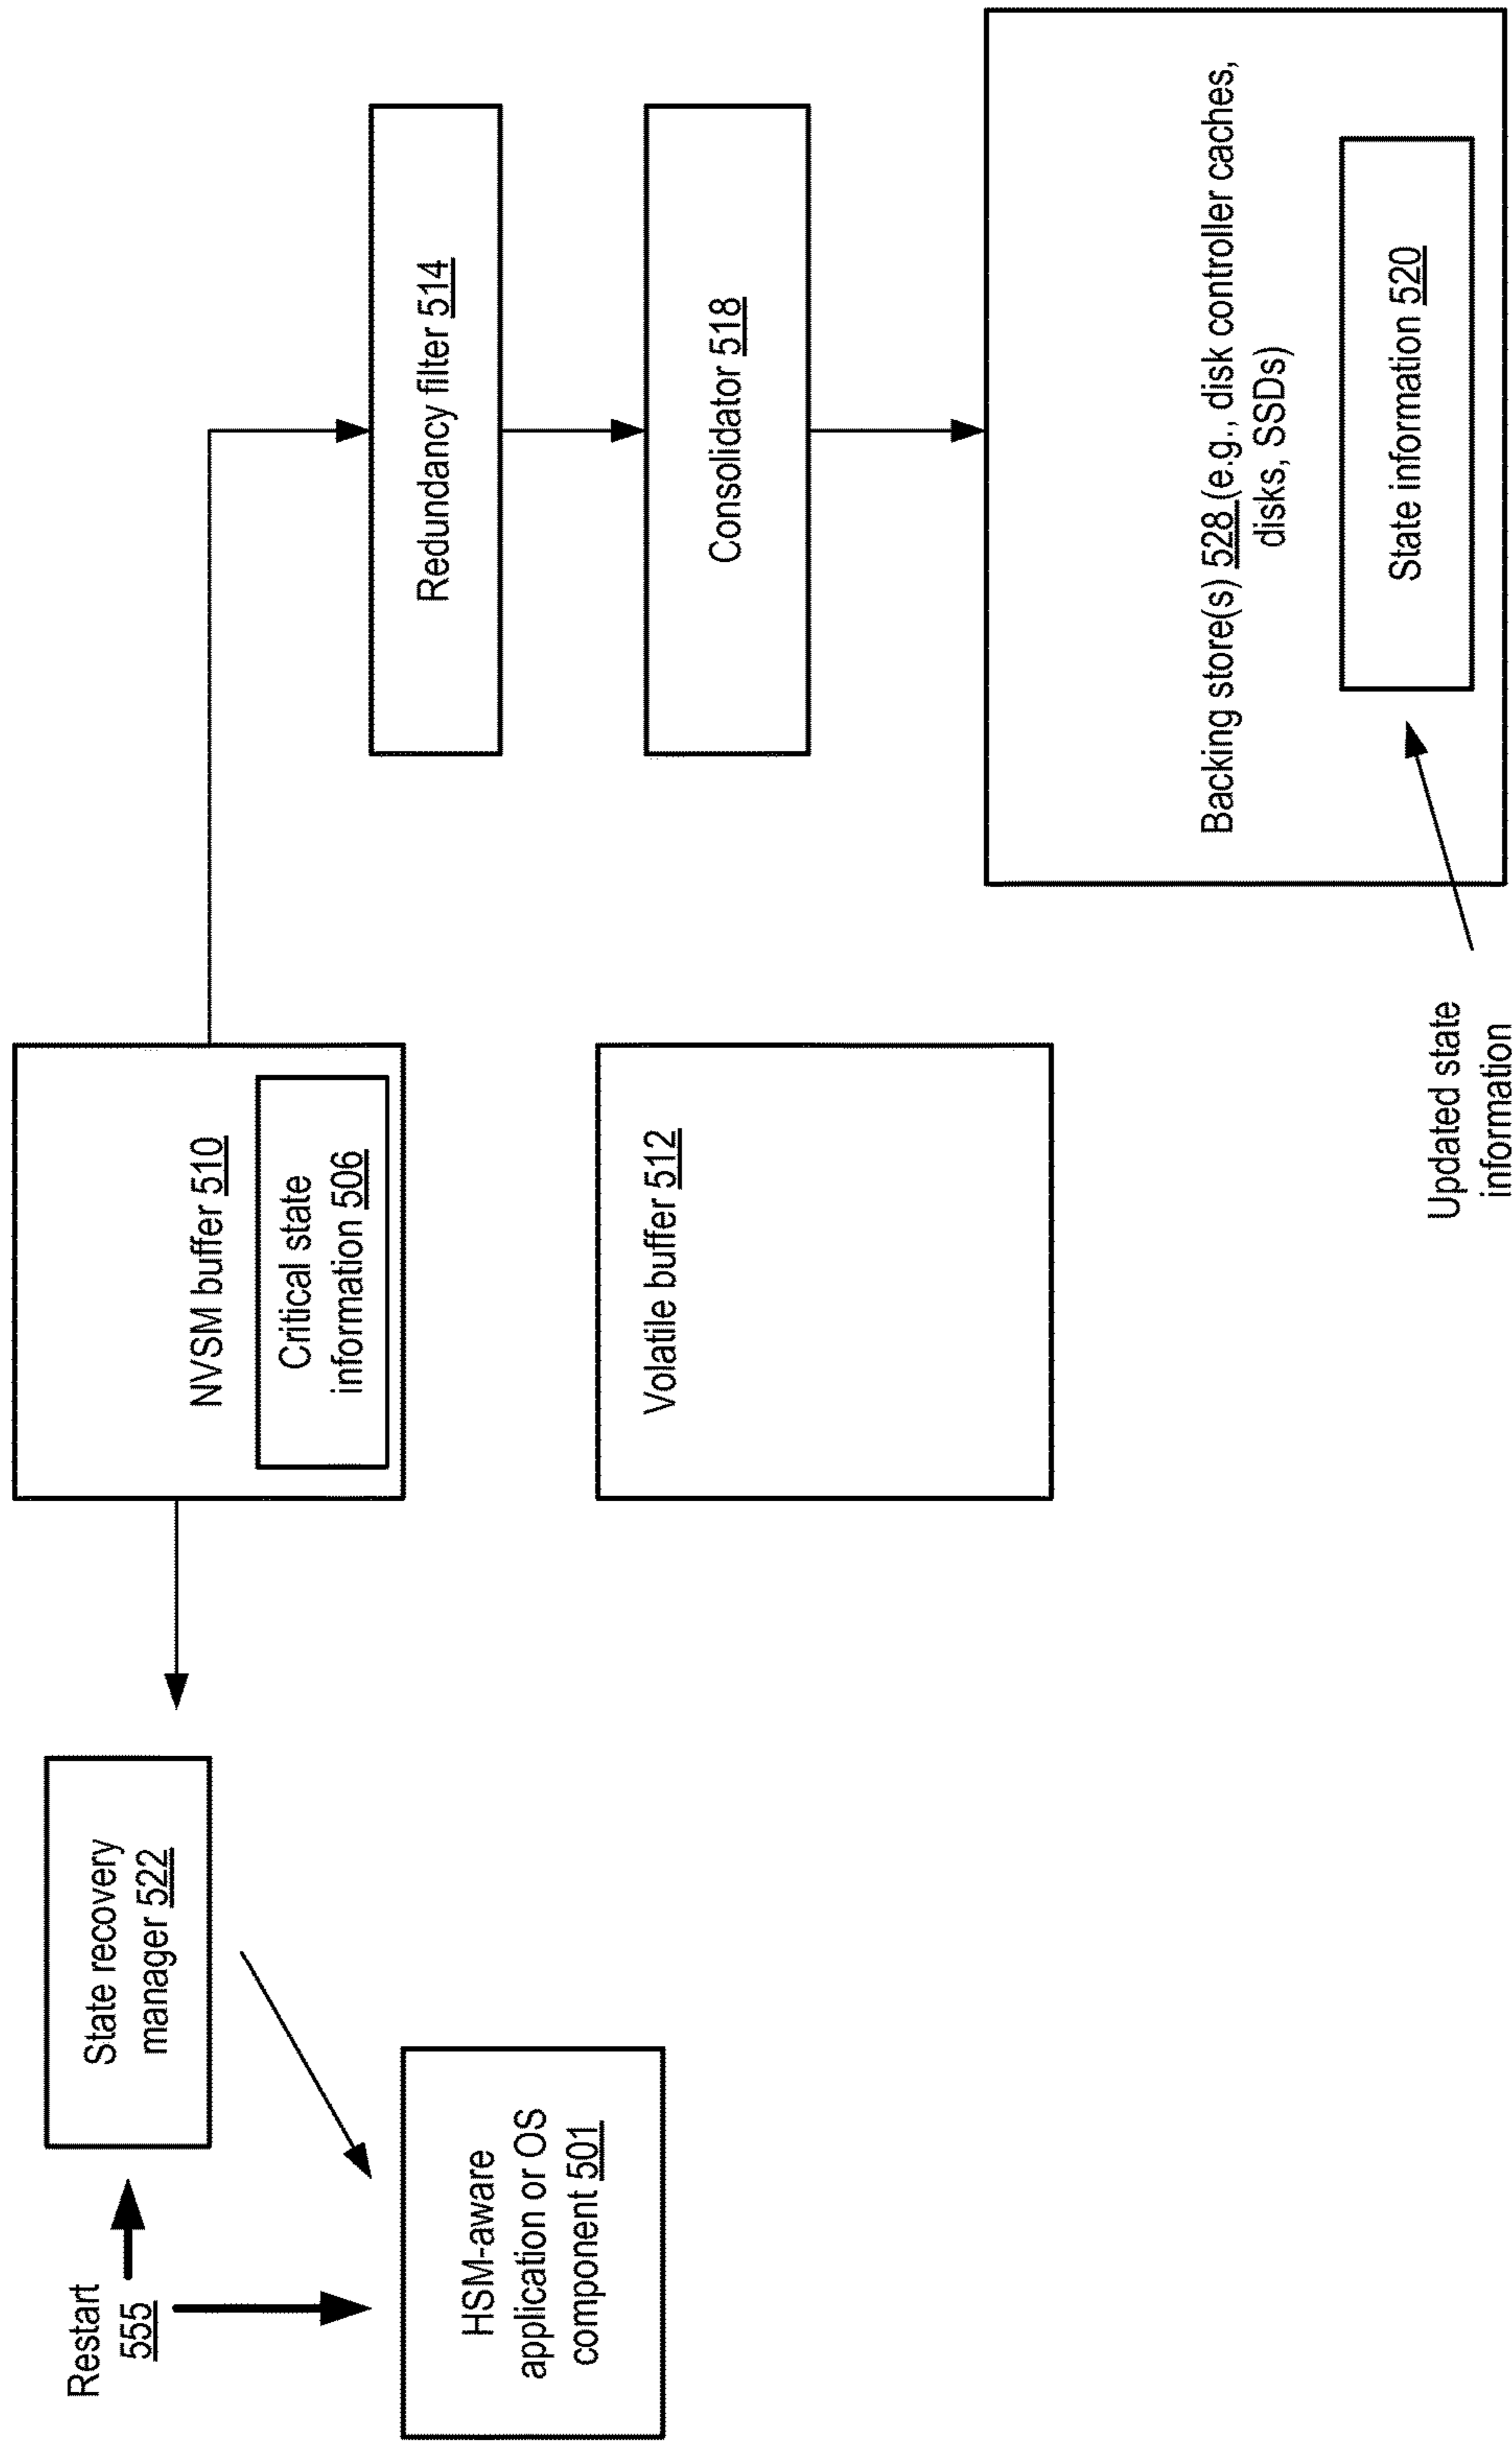 Restart
555
State recovery
manager 522
HSM-aware
application or OS
component 501
NVSM buffer 510
Critical state
information 506
Volatile buffer 512
Redundancy filter 514
Consolidator 518
Backing store(s) 528 (e.g., disk controller caches,
disks, SSDs)
State information 520
Updated state
information